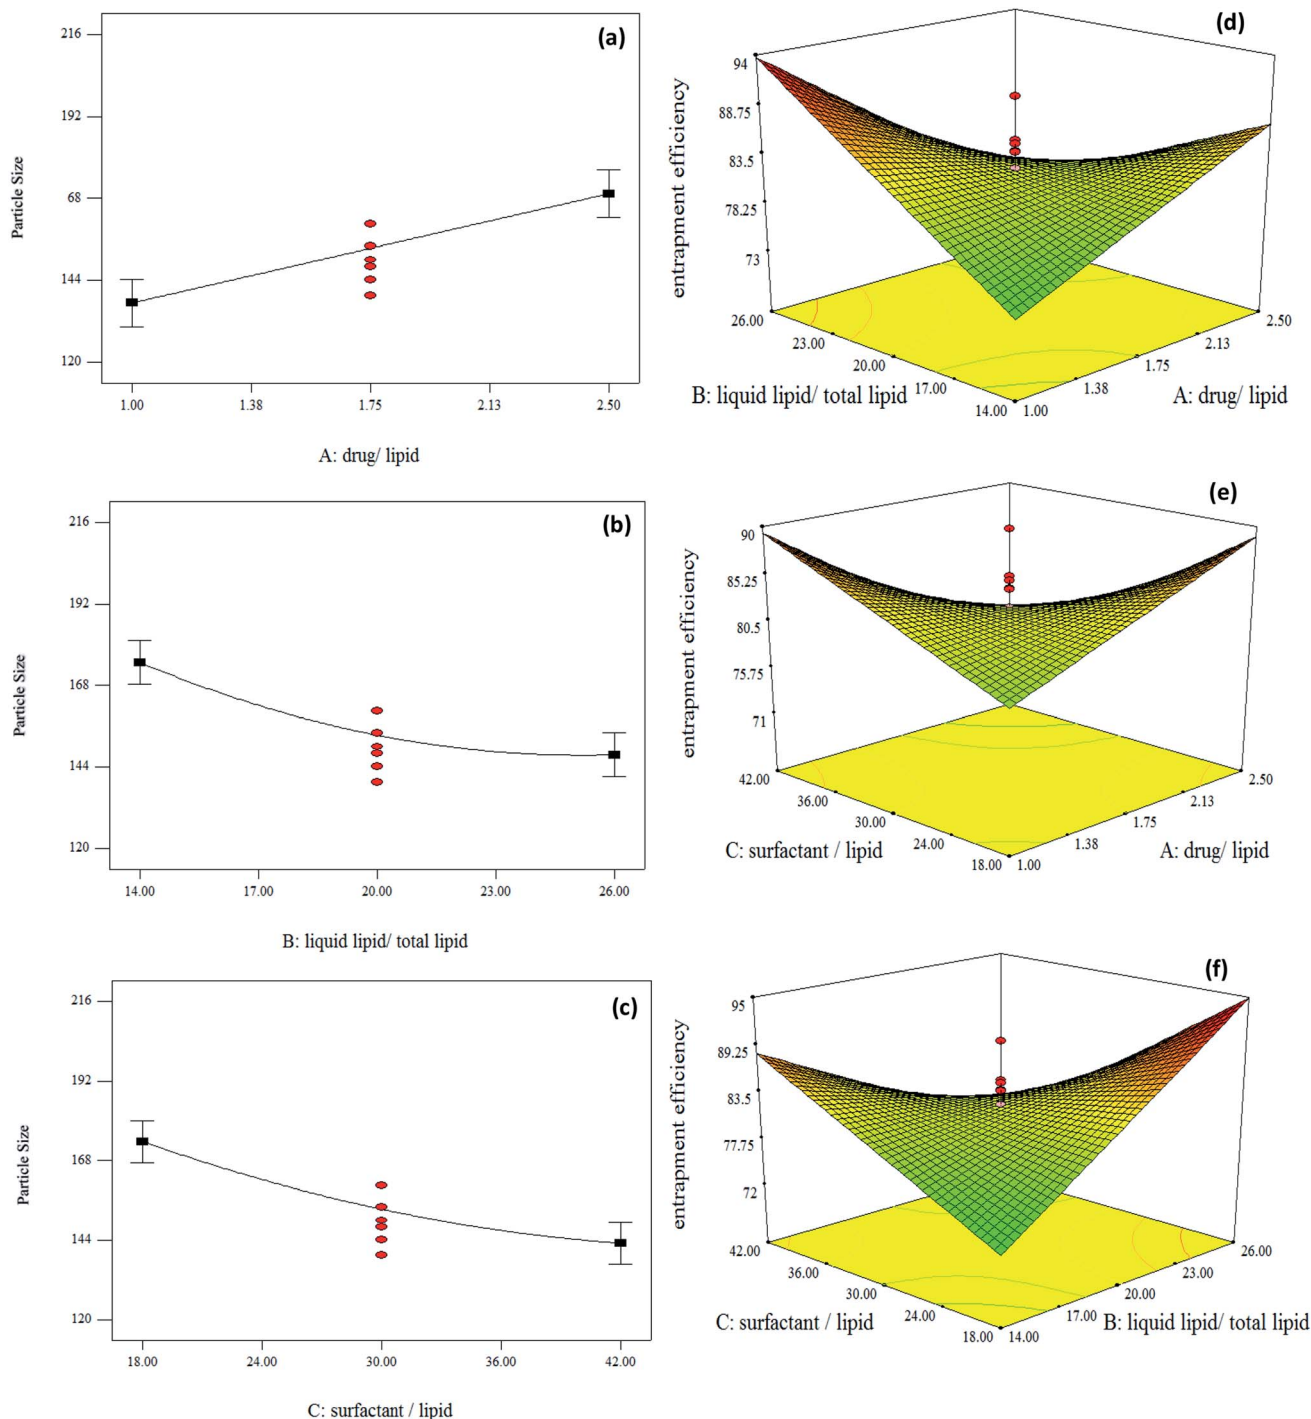 (a)
216
192
68
144
120
Particle Size
1.00 1.38 1.75 2.13 2.50
A: drug/ lipid
(d)
94
88.75
83.5
78.25
73
entrapment efficiency
26.00 23.00 20.00 17.00 14.00
1.00 1.38 1.75 2.13 2.50
B: liquid lipid/ total lipid
A: drug/ lipid
(b)
216
192
168
144
120
Particle Size
14.00 17.00 20.00 23.00 26.00
B: liquid lipid/ total lipid
(e)
90
85.25
80.5
75.75
71
entrapment efficiency
42.00 36.00 30.00 24.00 18.00
1.00 1.38 1.75 2.13 2.50
C: surfactant / lipid
A: drug/ lipid
(c)
216
192
168
144
120
Particle Size
18.00 24.00 30.00 36.00 42.00
C: surfactant / lipid
(f)
95
89.25
83.5
77.75
72
entrapment efficiency
42.00 36.00 30.00 24.00 18.00
14.00 17.00 20.00 23.00 26.00
C: surfactant / lipid
B: liquid lipid/ total lipid